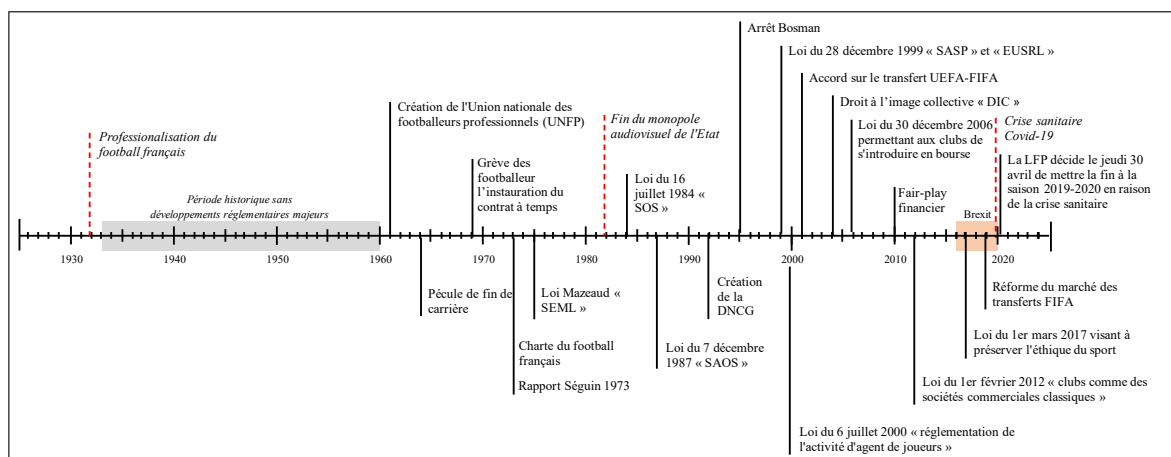 Arrêt Bosman
Loi du 28 décembre 1999 « SASP » et « EUSRL »
Accord sur le transfert UEFA-FIFA
Création de l'Union nationale des
footballeurs professionnels (UNFP)
Droit à l’image collective « DIC »
Professionalisation du
football français
Fin du monopole
audiovisuel de l'Etat
Loi du 30 décembre 2006
permettant aux clubs de
s'introduire en bourse
Crise sanitaire
Covid-19
Grève des
footballeur
l’instauration du
contrat à temps
Loi du 16
juillet 1984 «
SOS »
La LFP décide le jeudi 30
avril de mettre la fin à la
saison 2019-2020 en raison
de la crise sanitaire
Période historique sans
développements réglementaires majeurs
Fair-play
financier
Brexit
1930
1940
1950
1960
1970
1980
1990
2000
2010
2020
Pécule de fin de
carrière
Loi Mazeaud «
SEML »
Création
de la
DNCG
Réforme du marché des
transferts FIFA
Charte du football
français
Rapport Séguin 1973
Loi du 7 décembre
1987 « SAOS »
Loi du 1er mars 2017 visant à
préserver l'éthique du sport
Loi du 1er février 2012 « clubs comme des
sociétés commerciales classiques »
Loi du 6 juillet 2000 « réglementation de
l'activité d'agent de joueurs »